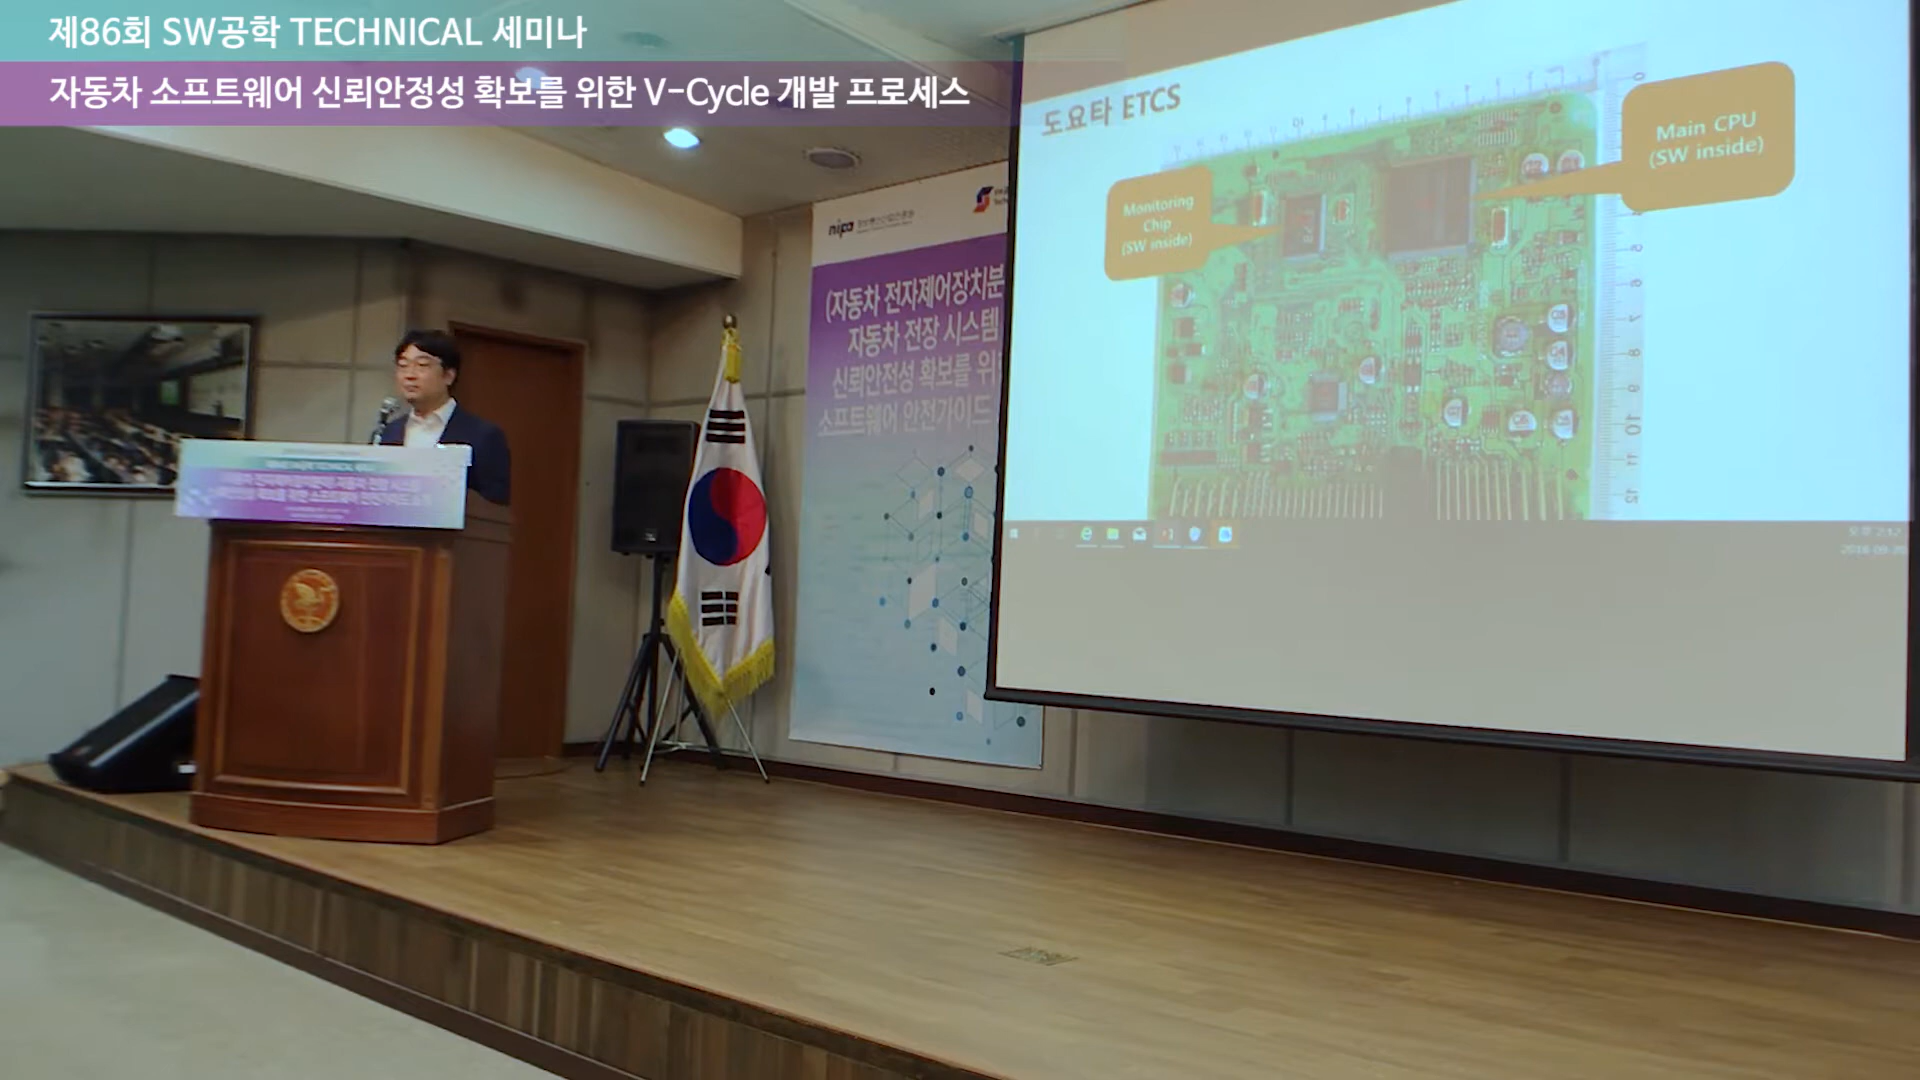 제86회 SW공학 TECHNICAL 세미나
자동차 소프트웨어 신뢰안정성 확보를 위한 V-Cycle 개발 프로세스
도요타 ETCS
Main CPU
(SW inside)
Monitoring
Chip
(SW inside)
nipa
(자동차 전자제어장치분
자동차 전장 시스템
신뢰안전성 확보를 위
소프트웨어 안전가이드